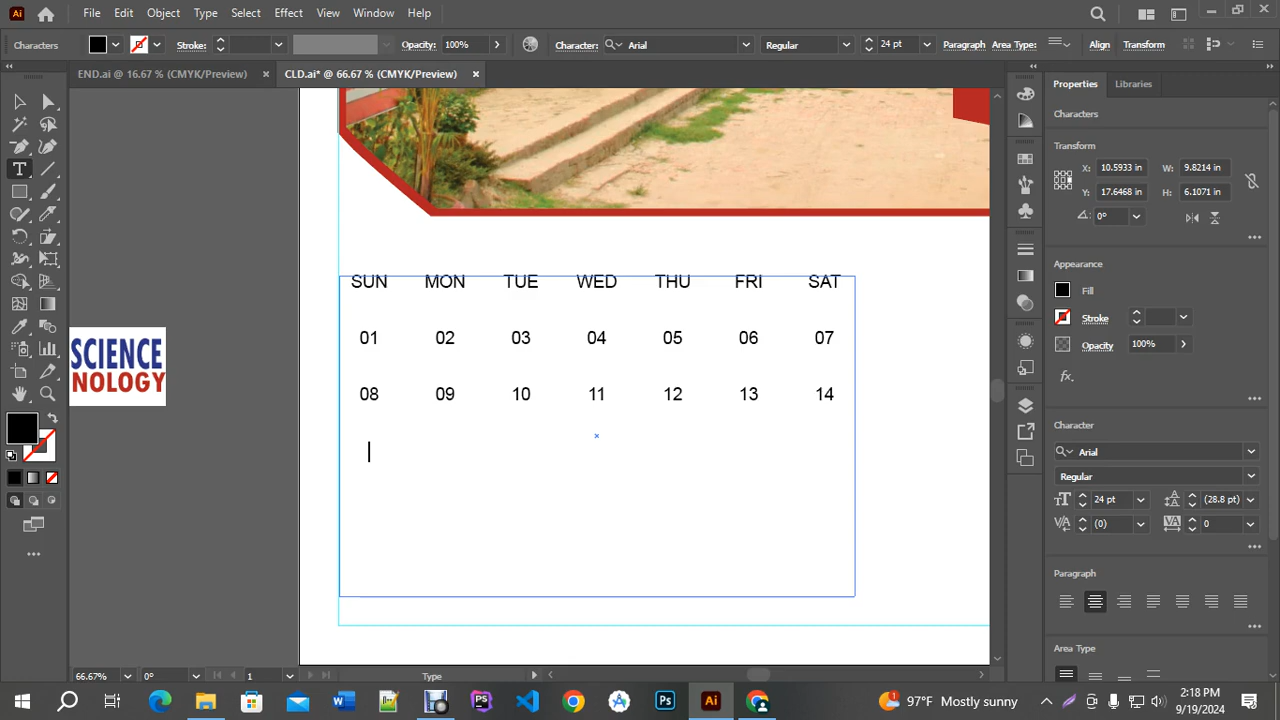 File Edit Object Type Select Effect View Window Help
Characters Stroke: Opacity: 100% Character: Arial Regular 24 pt Paragraph Area Type: Align Transform
END.ai @ 16.67 % (CMYK/Preview) × CLD.ai* @ 66.67 % (CMYK/Preview) ×
Properties Libraries
Characters
Transform
X: 10.5933 in W: 9.8214 in
Y: 17.6468 in H: 6.1071 in
0°
Appearance
Fill
Stroke
Opacity 100%
fx.
Character
Arial
Regular
24 pt (28.8 pt)
(0) 0
Paragraph
Area Type
SUN MON TUE WED THU FRI SAT
01 02 03 04 05 06 07
08 09 10 11 12 13 14
SCIENCE
NOLOGY
66.67% 0° 1 Type
97°F Mostly sunny
2:18 PM
9/19/2024